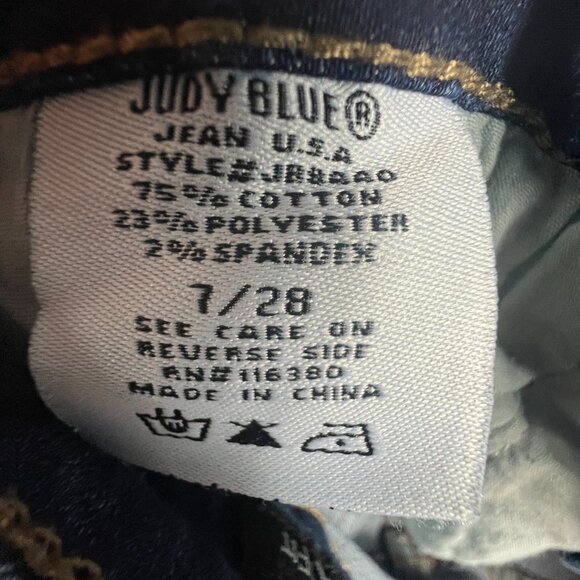 JUDY BLUE®
JEAN U.S.A
STYLE# JB8440
75% COTTON
23% POLYESTER
2% SPANDEX
7/28
SEE CARE ON
REVERSE SIDE
RN#116380
MADE IN CHINA